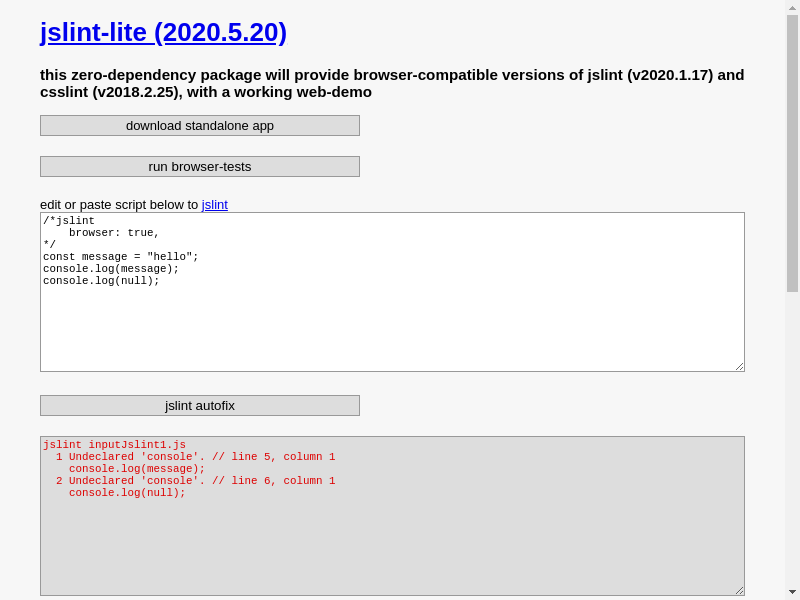 jslint-lite (2020.5.20)
this zero-dependency package will provide browser-compatible versions of jslint (v2020.1.17) and
csslint (v2018.2.25), with a working web-demo
download standalone app
run browser-tests
edit or paste script below to jslint
/*jslint
    browser: true,
*/
const message = "hello";
console.log(message);
console.log(null);
jslint autofix
jslint inputJslint1.js
  1 Undeclared 'console'. // line 5, column 1
    console.log(message);
  2 Undeclared 'console'. // line 6, column 1
    console.log(null);